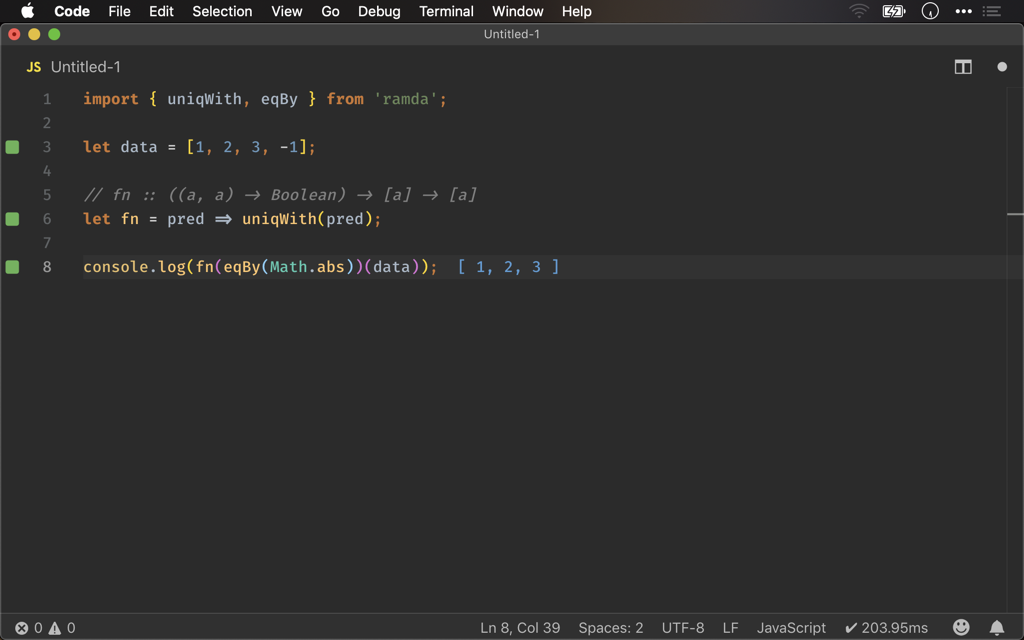 Code File Edit Selection View Go Debug Terminal Window Help
Untitled-1
JS Untitled-1
1 import { uniqWith, eqBy } from 'ramda';
2
3 let data = [1, 2, 3, -1];
4
5 // fn :: ((a, a) → Boolean) → [a] → [a]
6 let fn = pred ⇒ uniqWith(pred);
7
8 console.log(fn(eqBy(Math.abs))(data)); [ 1, 2, 3 ]
0 0 Ln 8, Col 39 Spaces: 2 UTF-8 LF JavaScript ✔ 203.95ms